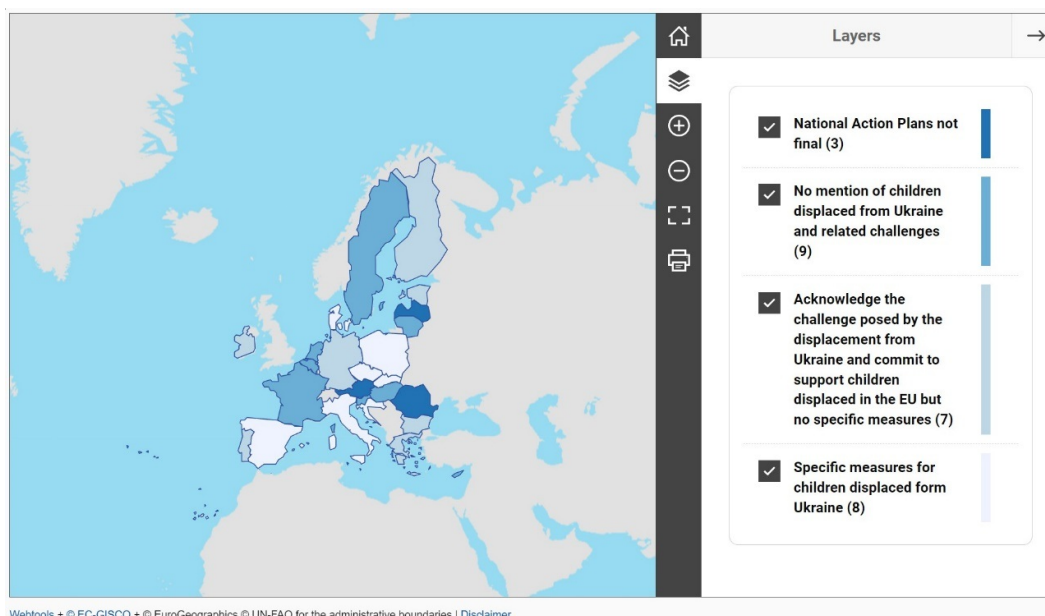 Layers
National Action Plans not
final (3)
No mention of children
displaced from Ukraine
and related challenges
(9)
Acknowledge the
challenge posed by the
displacement from
Ukraine and commit to
support children
displaced in the EU but
no specific measures (7)
Specific measures for
children displaced form
Ukraine (8)
Webtools + © EC-GISCO + © EuroGeographics © UN-FAO for the administrative boundaries | Disclaimer